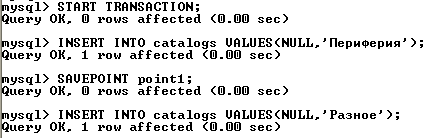 mysql> START TRANSACTION;
Query OK, 0 rows affected (0.00 sec)
mysql> INSERT INTO catalogs VALUES(NULL,'Периферия');
Query OK, 1 row affected (0.00 sec)
mysql> SAVEPOINT point1;
Query OK, 0 rows affected (0.00 sec)
mysql> INSERT INTO catalogs VALUES(NULL,'Разное');
Query OK, 1 row affected (0.00 sec)